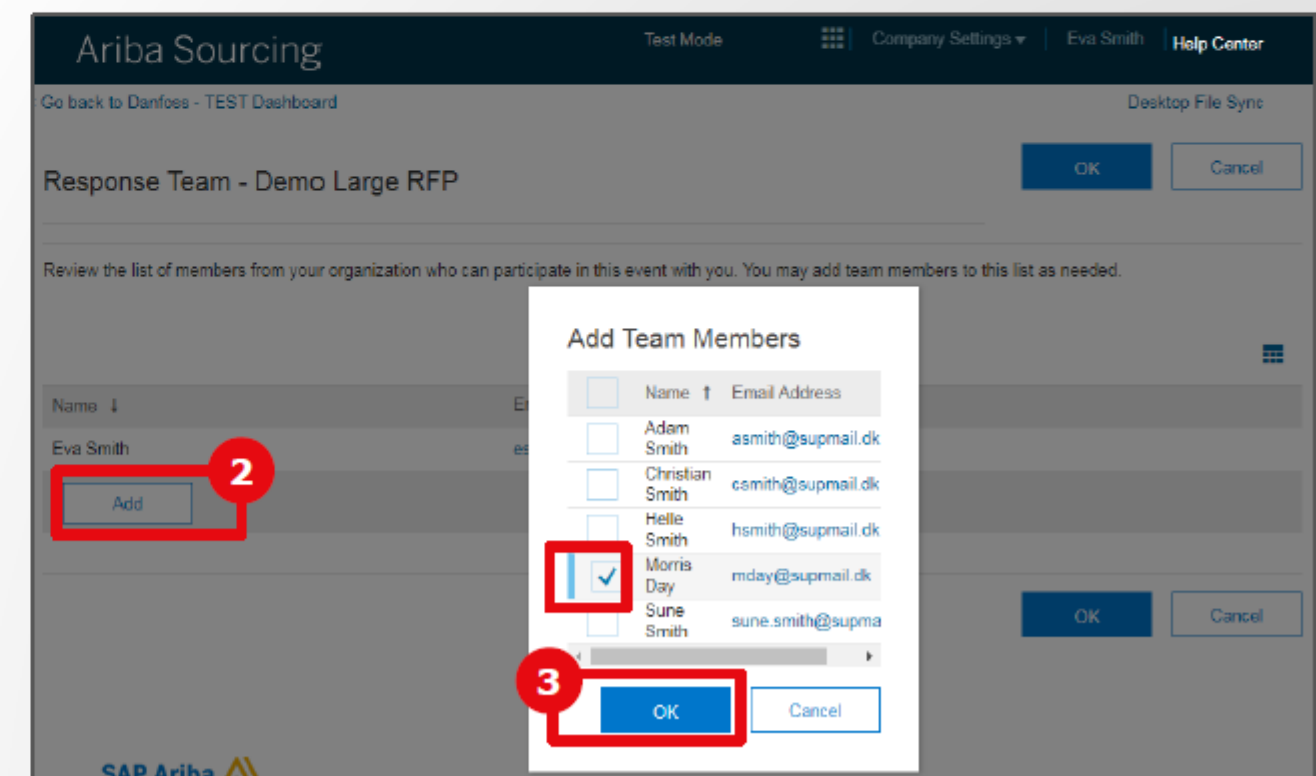 Ariba Sourcing
Test Mode
Company Settings
Eva Smith
Help Center
Go back to Danfoss - TEST Dashboard
Desktop File Sync
Response Team - Demo Large RFP
OK
Cancel
Review the list of members from your organization who can participate in this event with you. You may add team members to this list as needed.
Add Team Members
Name ↑ Email Address
Adam Smith asmith@supmail.dk
Christian Smith csmith@supmail.dk
Helle Smith hsmith@supmail.dk
Morris Day mday@supmail.dk
Sune Smith sune.smith@supma
3
OK
Cancel
Name ↓
Eva Smith
2
Add
OK
Cancel
SAP Ariba